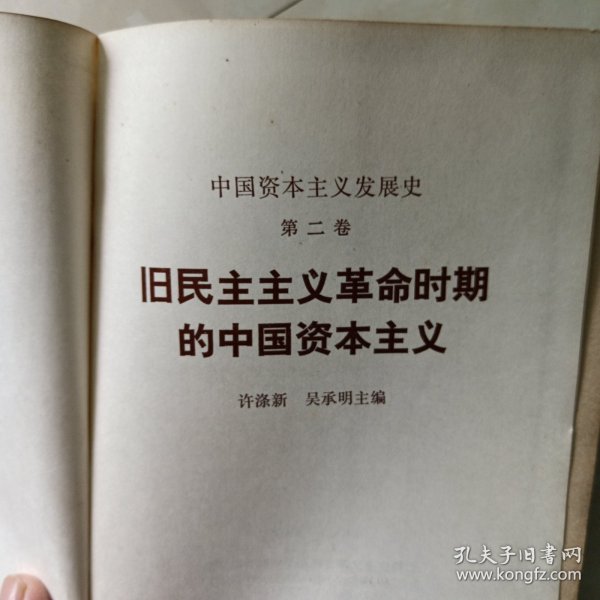 中国资本主义发展史
第二卷
旧民主主义革命时期
的中国资本主义
许涤新 吴承明主编
孔夫子旧書网
www.kongfz.com